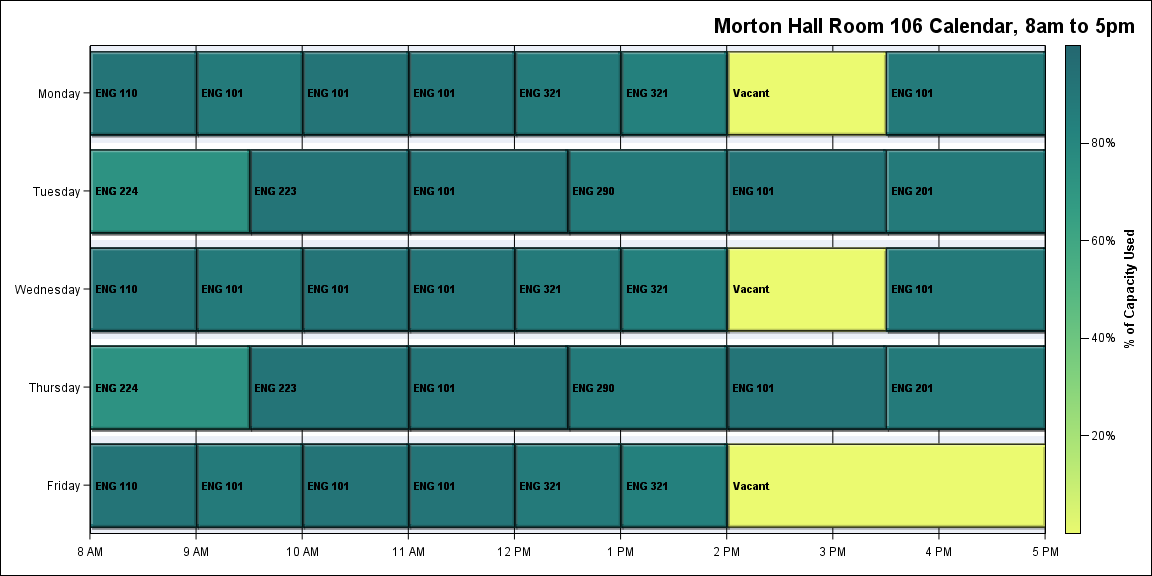 Morton Hall Room 106 Calendar, 8am to 5pm
Monday
ENG 110
ENG 101
ENG 101
ENG 101
ENG 321
ENG 321
Vacant
ENG 101
Tuesday
ENG 224
ENG 223
ENG 101
ENG 290
ENG 101
ENG 201
Wednesday
ENG 110
ENG 101
ENG 101
ENG 101
ENG 321
ENG 321
Vacant
ENG 101
Thursday
ENG 224
ENG 223
ENG 101
ENG 290
ENG 101
ENG 201
Friday
ENG 110
ENG 101
ENG 101
ENG 101
ENG 321
ENG 321
Vacant
8 AM
9 AM
10 AM
11 AM
12 PM
1 PM
2 PM
3 PM
4 PM
5 PM
80%
60%
40%
20%
% of Capacity Used